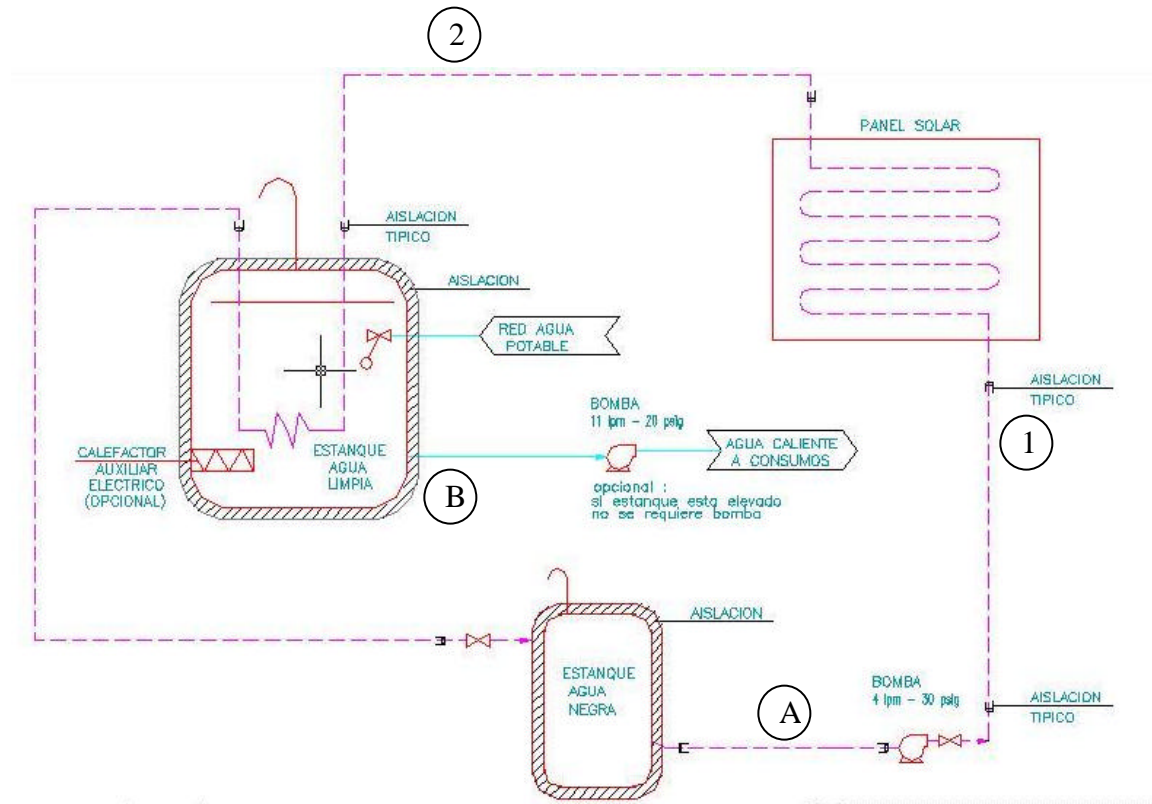 2
PANEL SOLAR
AISLACION
TIPICO
AISLACION
RED AGUA
POTABLE
AISLACION
TIPICO
1
BOMBA
11 lpm - 20 psig
AGUA CALIENTE
A CONSUMOS
CALEFACTOR
AUXILIAR
ELECTRICO
(OPCIONAL)
ESTANQUE
AGUA
LIMPIA
B
opcional :
si estanque esta elevado
no se requiere bomba
AISLACION
ESTANQUE
AGUA
NEGRA
A
BOMBA
4 lpm - 30 psig
AISLACION
TIPICO